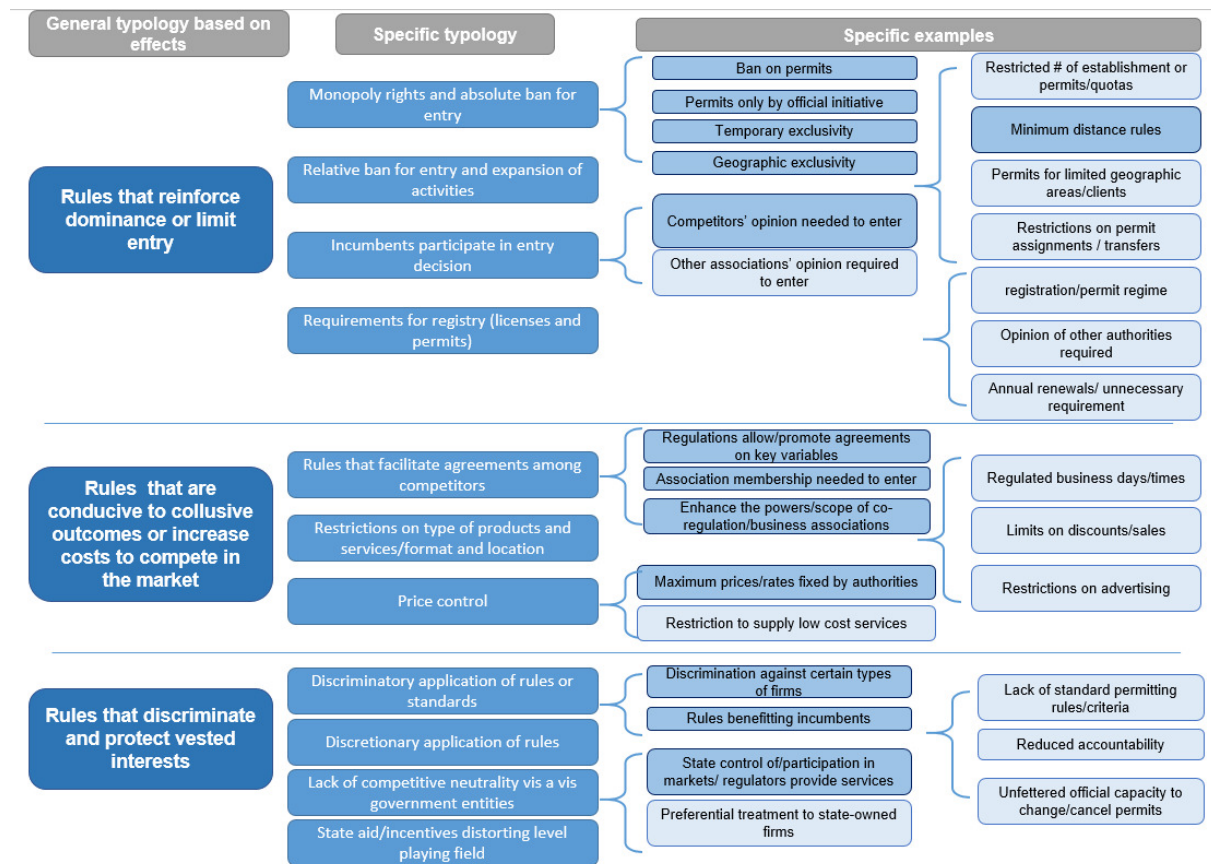 General typology based on
effects
Specific typology
Specific examples
Rules that reinforce
dominance or limit
entry
Monopoly rights and absolute ban for
entry
Relative ban for entry and expansion of
activities
Incumbents participate in entry
decision
Requirements for registry (licenses and
permits)
Ban on permits
Permits only by official initiative
Temporary exclusivity
Geographic exclusivity
Competitors' opinion needed to enter
Other associations' opinion required
to enter
Restricted # of establishment or
permits/quotas
Minimum distance rules
Permits for limited geographic
areas/clients
Restrictions on permit
assignments / transfers
registration/permit regime
Opinion of other authorities
required
Annual renewals/ unnecessary
requirement
Rules that are
conducive to collusive
outcomes or increase
costs to compete in
the market
Rules that facilitate agreements among
competitors
Restrictions on type of products and
services/format and location
Price control
Regulations allow/promote agreements
on key variables
Association membership needed to enter
Enhance the powers/scope of co-
regulation/business associations
Maximum prices/rates fixed by authorities
Restriction to supply low cost services
Regulated business days/times
Limits on discounts/sales
Restrictions on advertising
Rules that discriminate
and protect vested
interests
Discriminatory application of rules or
standards
Discretionary application of rules
Lack of competitive neutrality vis a vis
government entities
State aid/incentives distorting level
playing field
Discrimination against certain types
of firms
Rules benefitting incumbents
State control of/participation in
markets/ regulators provide services
Preferential treatment to state-owned
firms
Lack of standard permitting
rules/criteria
Reduced accountability
Unfettered official capacity to
change/cancel permits